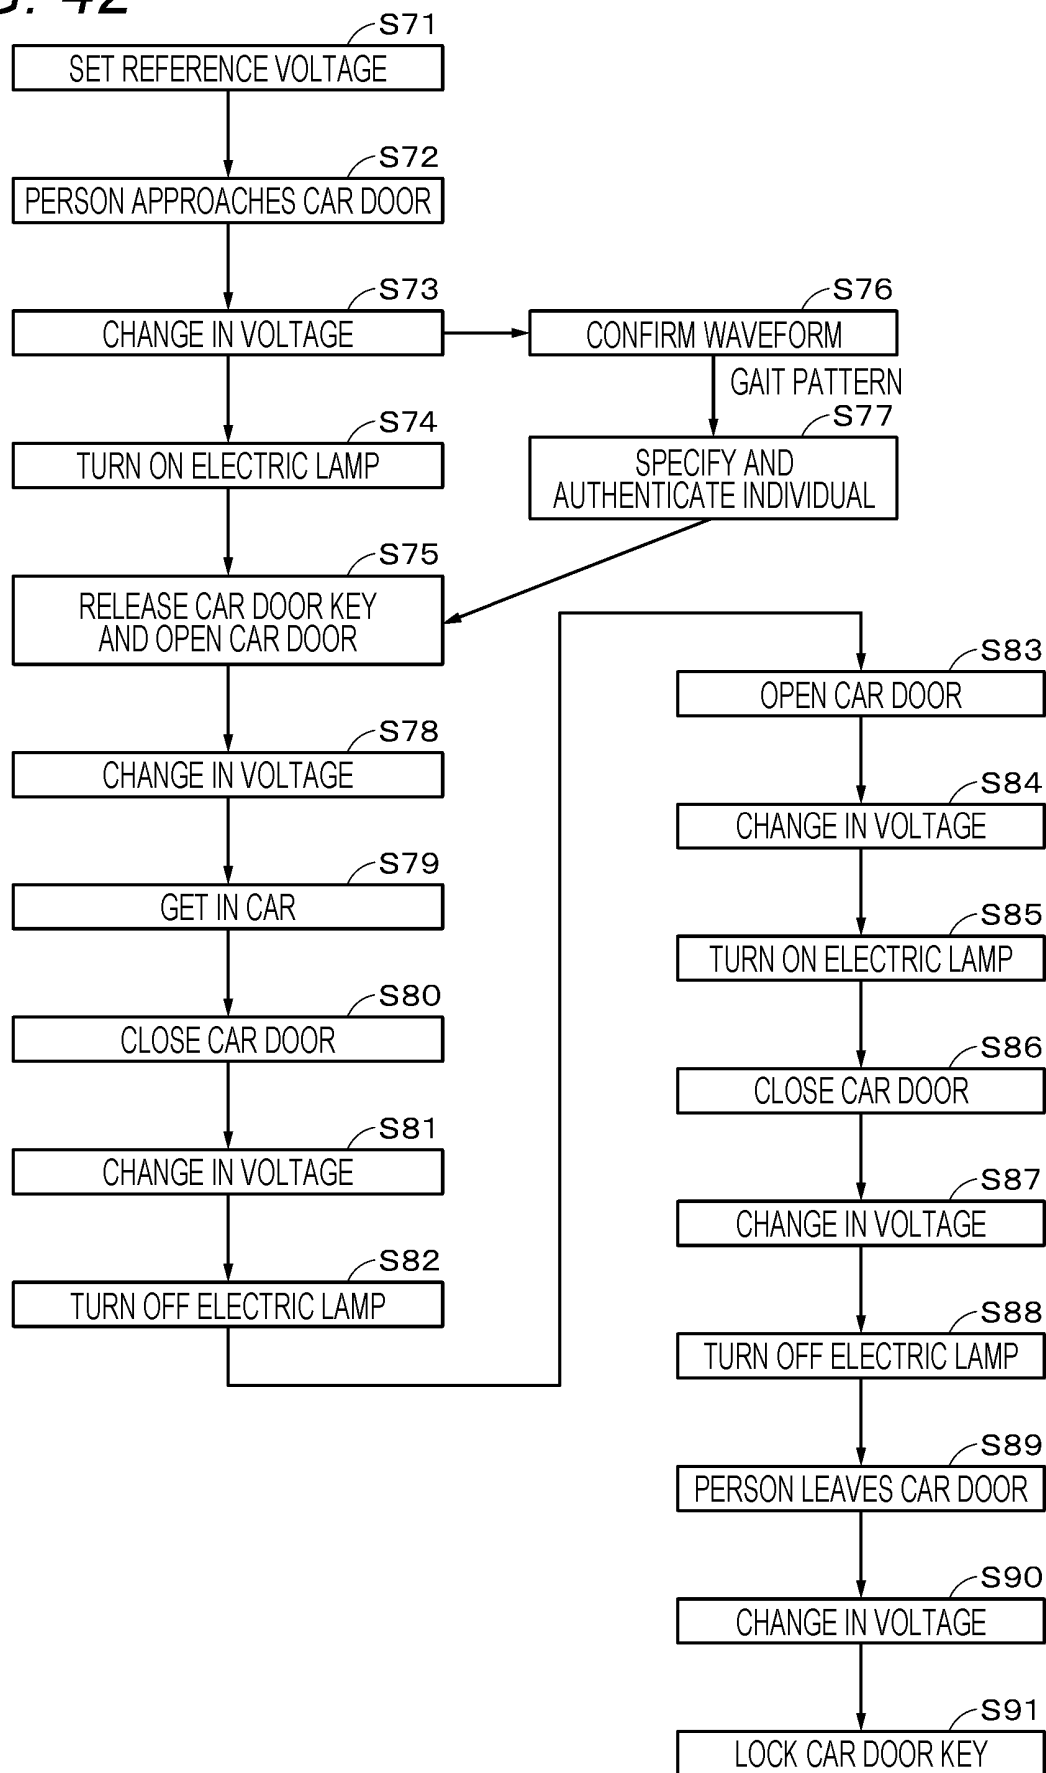 42
S71
SET REFERENCE VOLTAGE
S72
PERSON APPROACHES CAR DOOR
S73
CHANGE IN VOLTAGE
S76
CONFIRM WAVEFORM
GAIT PATTERN
S74
TURN ON ELECTRIC LAMP
S77
SPECIFY AND
AUTHENTICATE INDIVIDUAL
S75
RELEASE CAR DOOR KEY
AND OPEN CAR DOOR
S78
CHANGE IN VOLTAGE
S79
GET IN CAR
S80
CLOSE CAR DOOR
S81
CHANGE IN VOLTAGE
S82
TURN OFF ELECTRIC LAMP
S83
OPEN CAR DOOR
S84
CHANGE IN VOLTAGE
S85
TURN ON ELECTRIC LAMP
S86
CLOSE CAR DOOR
S87
CHANGE IN VOLTAGE
S88
TURN OFF ELECTRIC LAMP
S89
PERSON LEAVES CAR DOOR
S90
CHANGE IN VOLTAGE
S91
LOCK CAR DOOR KEY